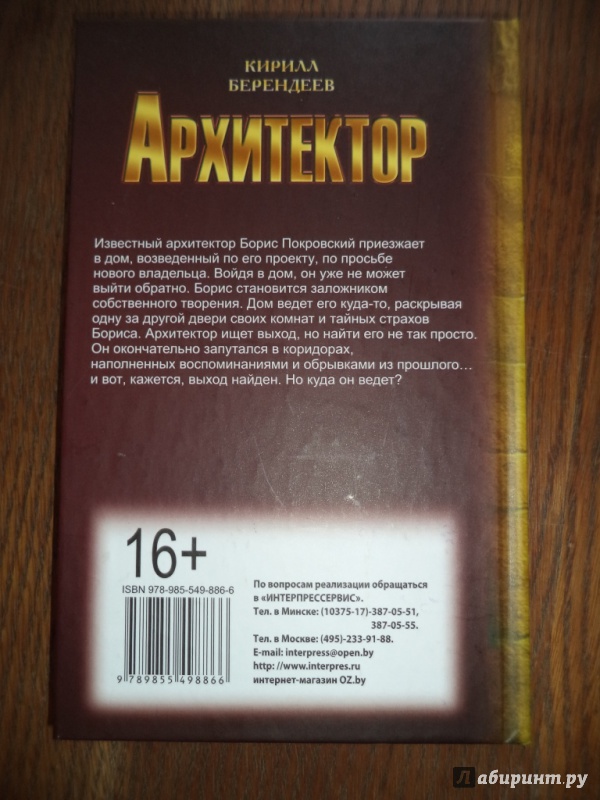 КИРИЛЛ
БЕРЕНДЕЕВ
АРХИТЕКТОР
Известный архитектор Борис Покровский приезжает
в дом, возведенный по его проекту, по просьбе
нового владельца. Войдя в дом, он уже не может
выйти обратно. Борис становится заложником
собственного творения. Дом ведет его куда-то, раскрывая
одну за другой двери своих комнат и тайных страхов
Бориса. Архитектор ищет выход, но найти его не так просто.
Он окончательно запутался в коридорах,
наполненных воспоминаниями и обрывками из прошлого...
и вот, кажется, выход найден. Но куда он ведет?
16+
ISBN 978-985-549-886-6
9 789855 498866
По вопросам реализации обращаться
в «ИНТЕРПРЕССЕРВИС».
Тел. в Минске: (10375-17)-387-05-51,
387-05-55.
Тел. в Москве: (495)-233-91-88.
E-mail: interpress@open.by
http://www.interpres.ru
интернет-магазин OZ.by
лабиринт.ру